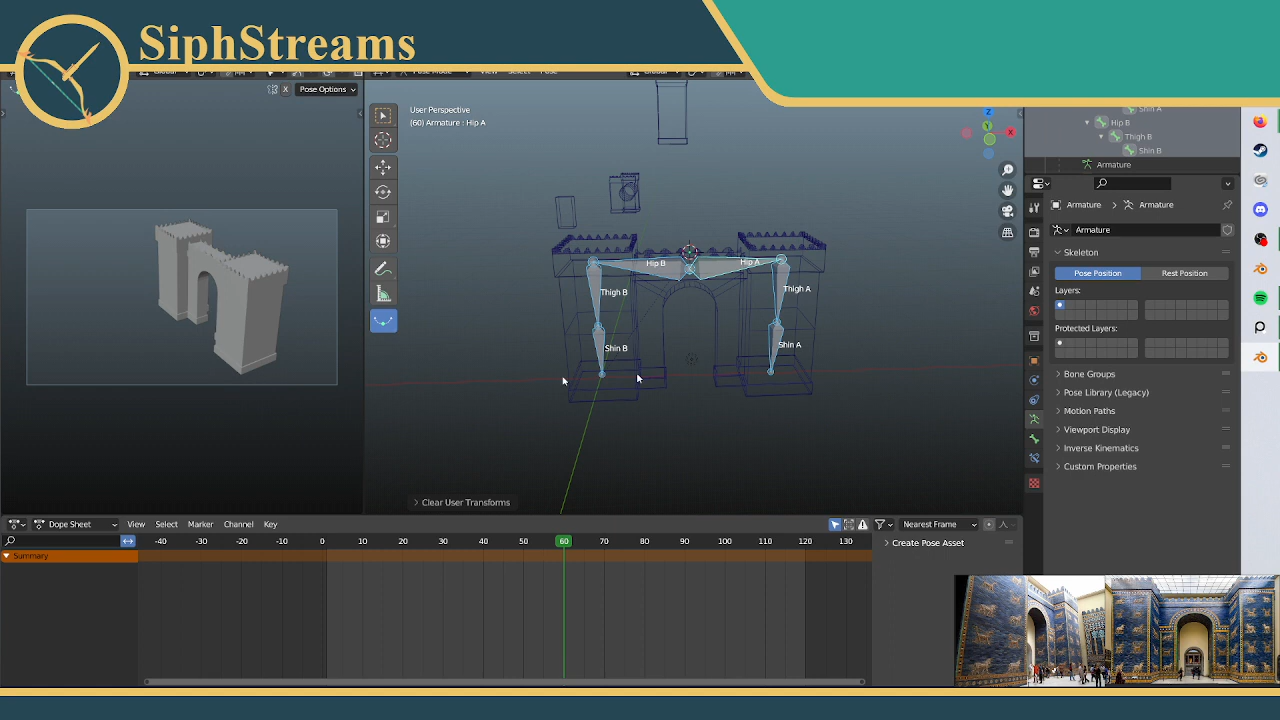 SiphStreams
Pose Options
User Perspective
(60) Armature : Hip A
Hip B
Hip A
Thigh B
Thigh A
Shin B
Shin A
Clear User Transforms
Shin A
Hip B
Thigh B
Shin B
Armature
Armature > Armature
Armature
Skeleton
Pose Position
Rest Position
Layers:
Protected Layers:
Bone Groups
Pose Library (Legacy)
Motion Paths
Viewport Display
Inverse Kinematics
Custom Properties
Dope Sheet View Select Marker Channel Key
Nearest Frame
-40 -30 -20 -10 0 10 20 30 40 50 60 70 80 90 100 110 120 130
Create Pose Asset
Summary